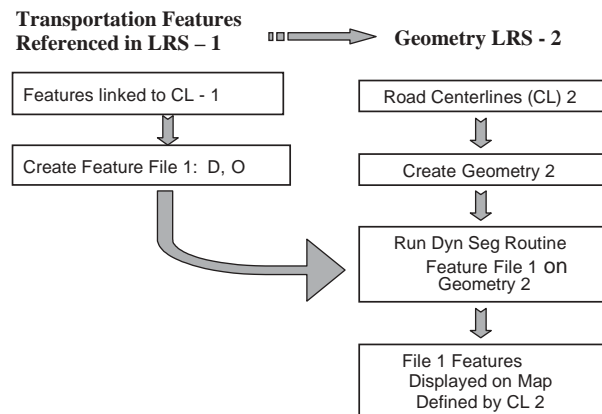 Transportation Features
Referenced in LRS – 1
Geometry LRS - 2
Features linked to CL - 1
Create Feature File 1: D, O
Road Centerlines (CL) 2
Create Geometry 2
Run Dyn Seg Routine
Feature File 1 on
Geometry 2
File 1 Features
Displayed on Map
Defined by CL 2